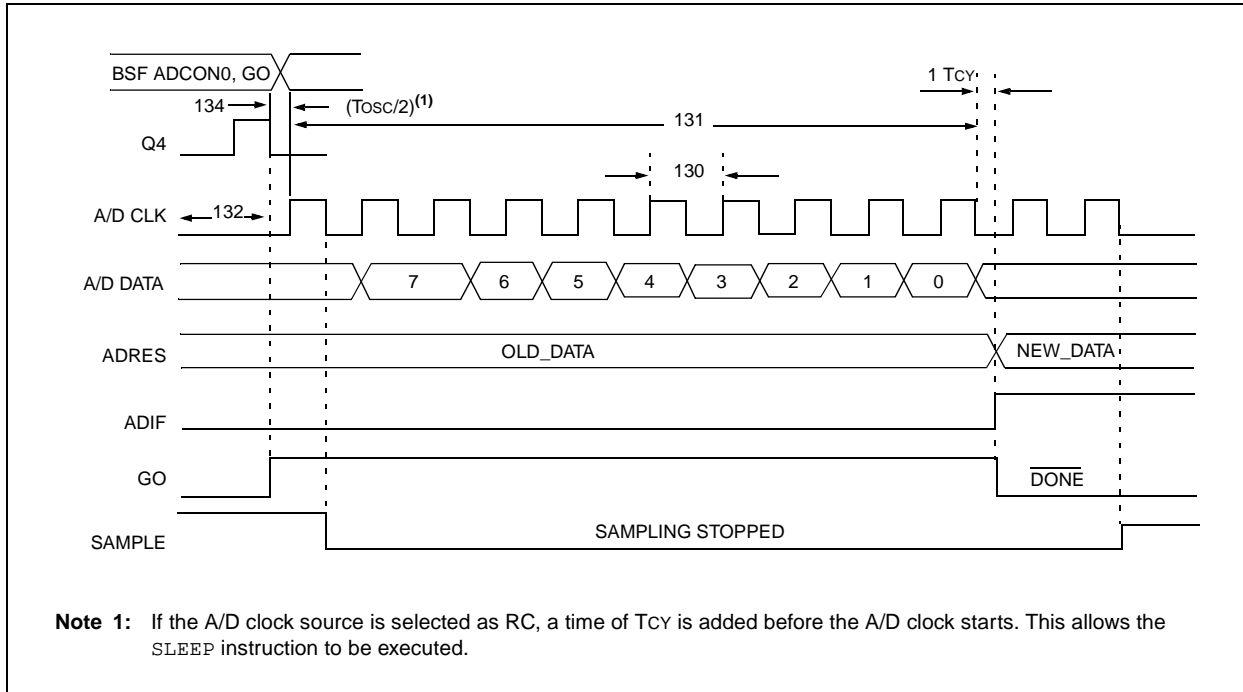 BSF ADCON0, GO
134
(TOSC/2)(1)
1 TCY
131
Q4
130
A/D CLK
132
A/D DATA
7 6 5 4 3 2 1 0
ADRES
OLD_DATA
NEW_DATA
ADIF
GO
DONE
SAMPLE
SAMPLING STOPPED
Note 1: If the A/D clock source is selected as RC, a time of TCY is added before the A/D clock starts. This allows the
SLEEP instruction to be executed.